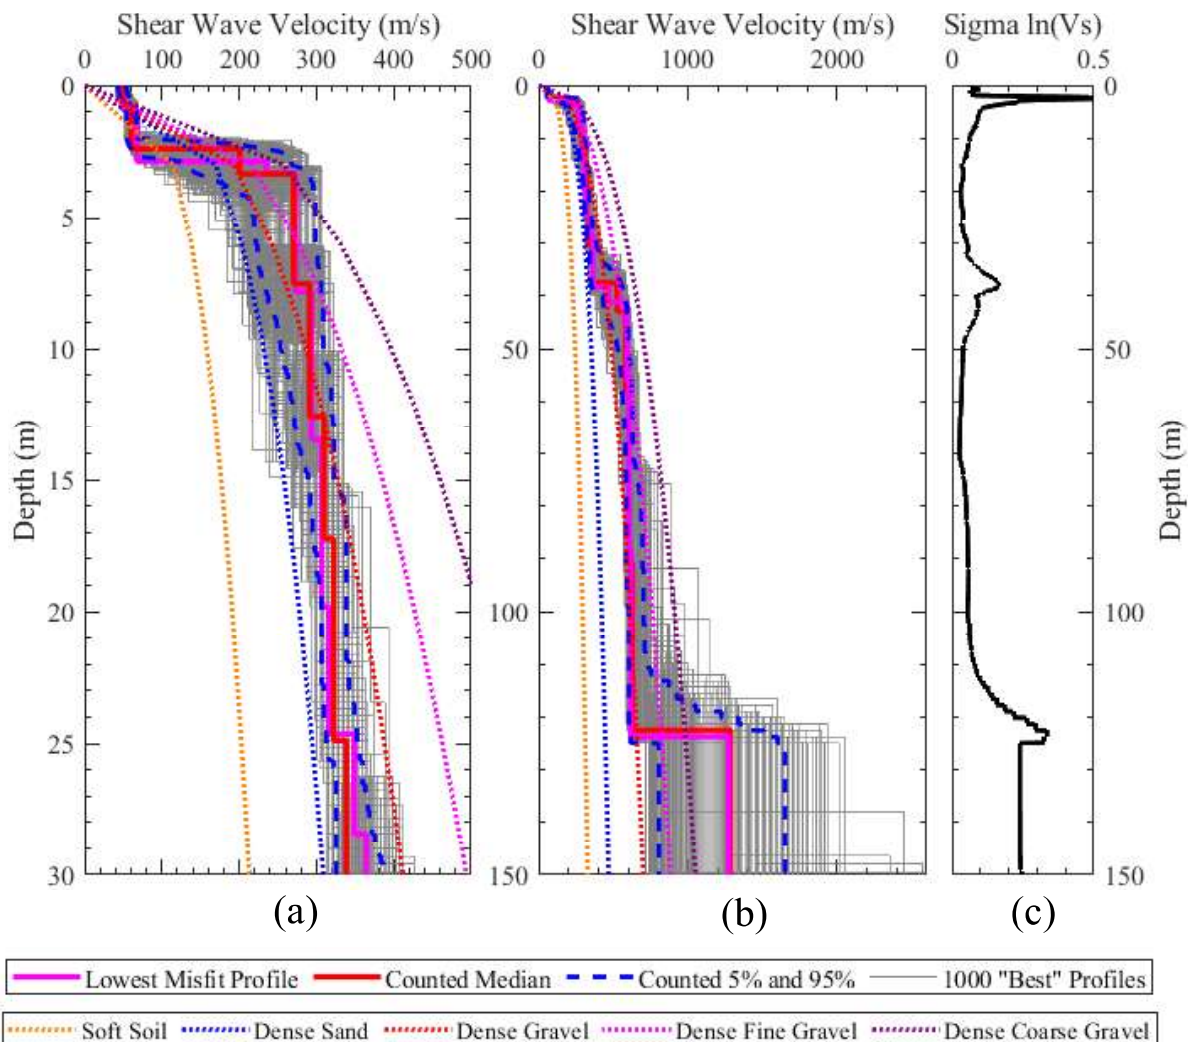 Shear Wave Velocity (m/s)
0 100 200 300 400 500
0
5
10
15
20
25
30
Depth (m)
(a)
Shear Wave Velocity (m/s)
0 1000 2000
50
100
150
(b)
Sigma ln(Vs)
0 0.5
0
50
100
150
Depth (m)
(c)
Lowest Misfit Profile Counted Median Counted 5% and 95% 1000 "Best" Profiles
Soft Soil Dense Sand Dense Gravel Dense Fine Gravel Dense Coarse Gravel